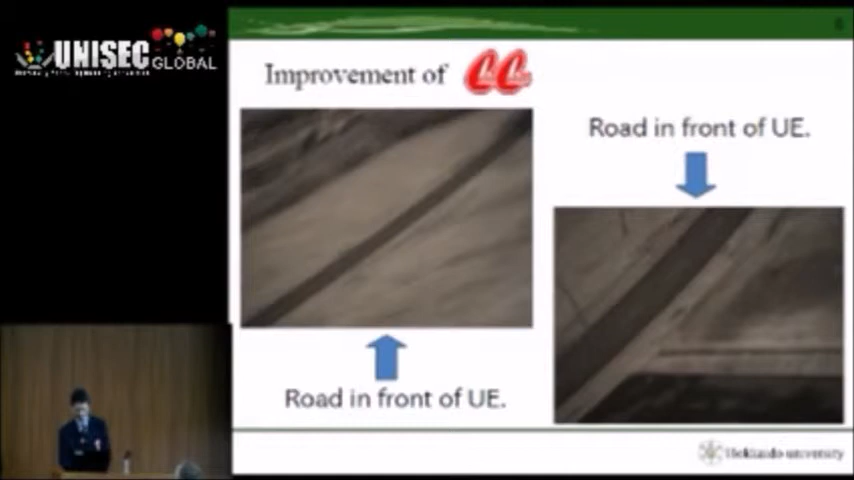 UNISEC
GLOBAL
Improvement of
Road in front of UE.
Road in front of UE.
Hokkaido university